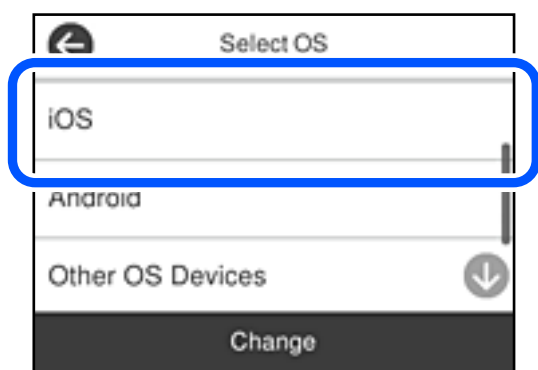 Select OS
iOS
Android
Other OS Devices
Change